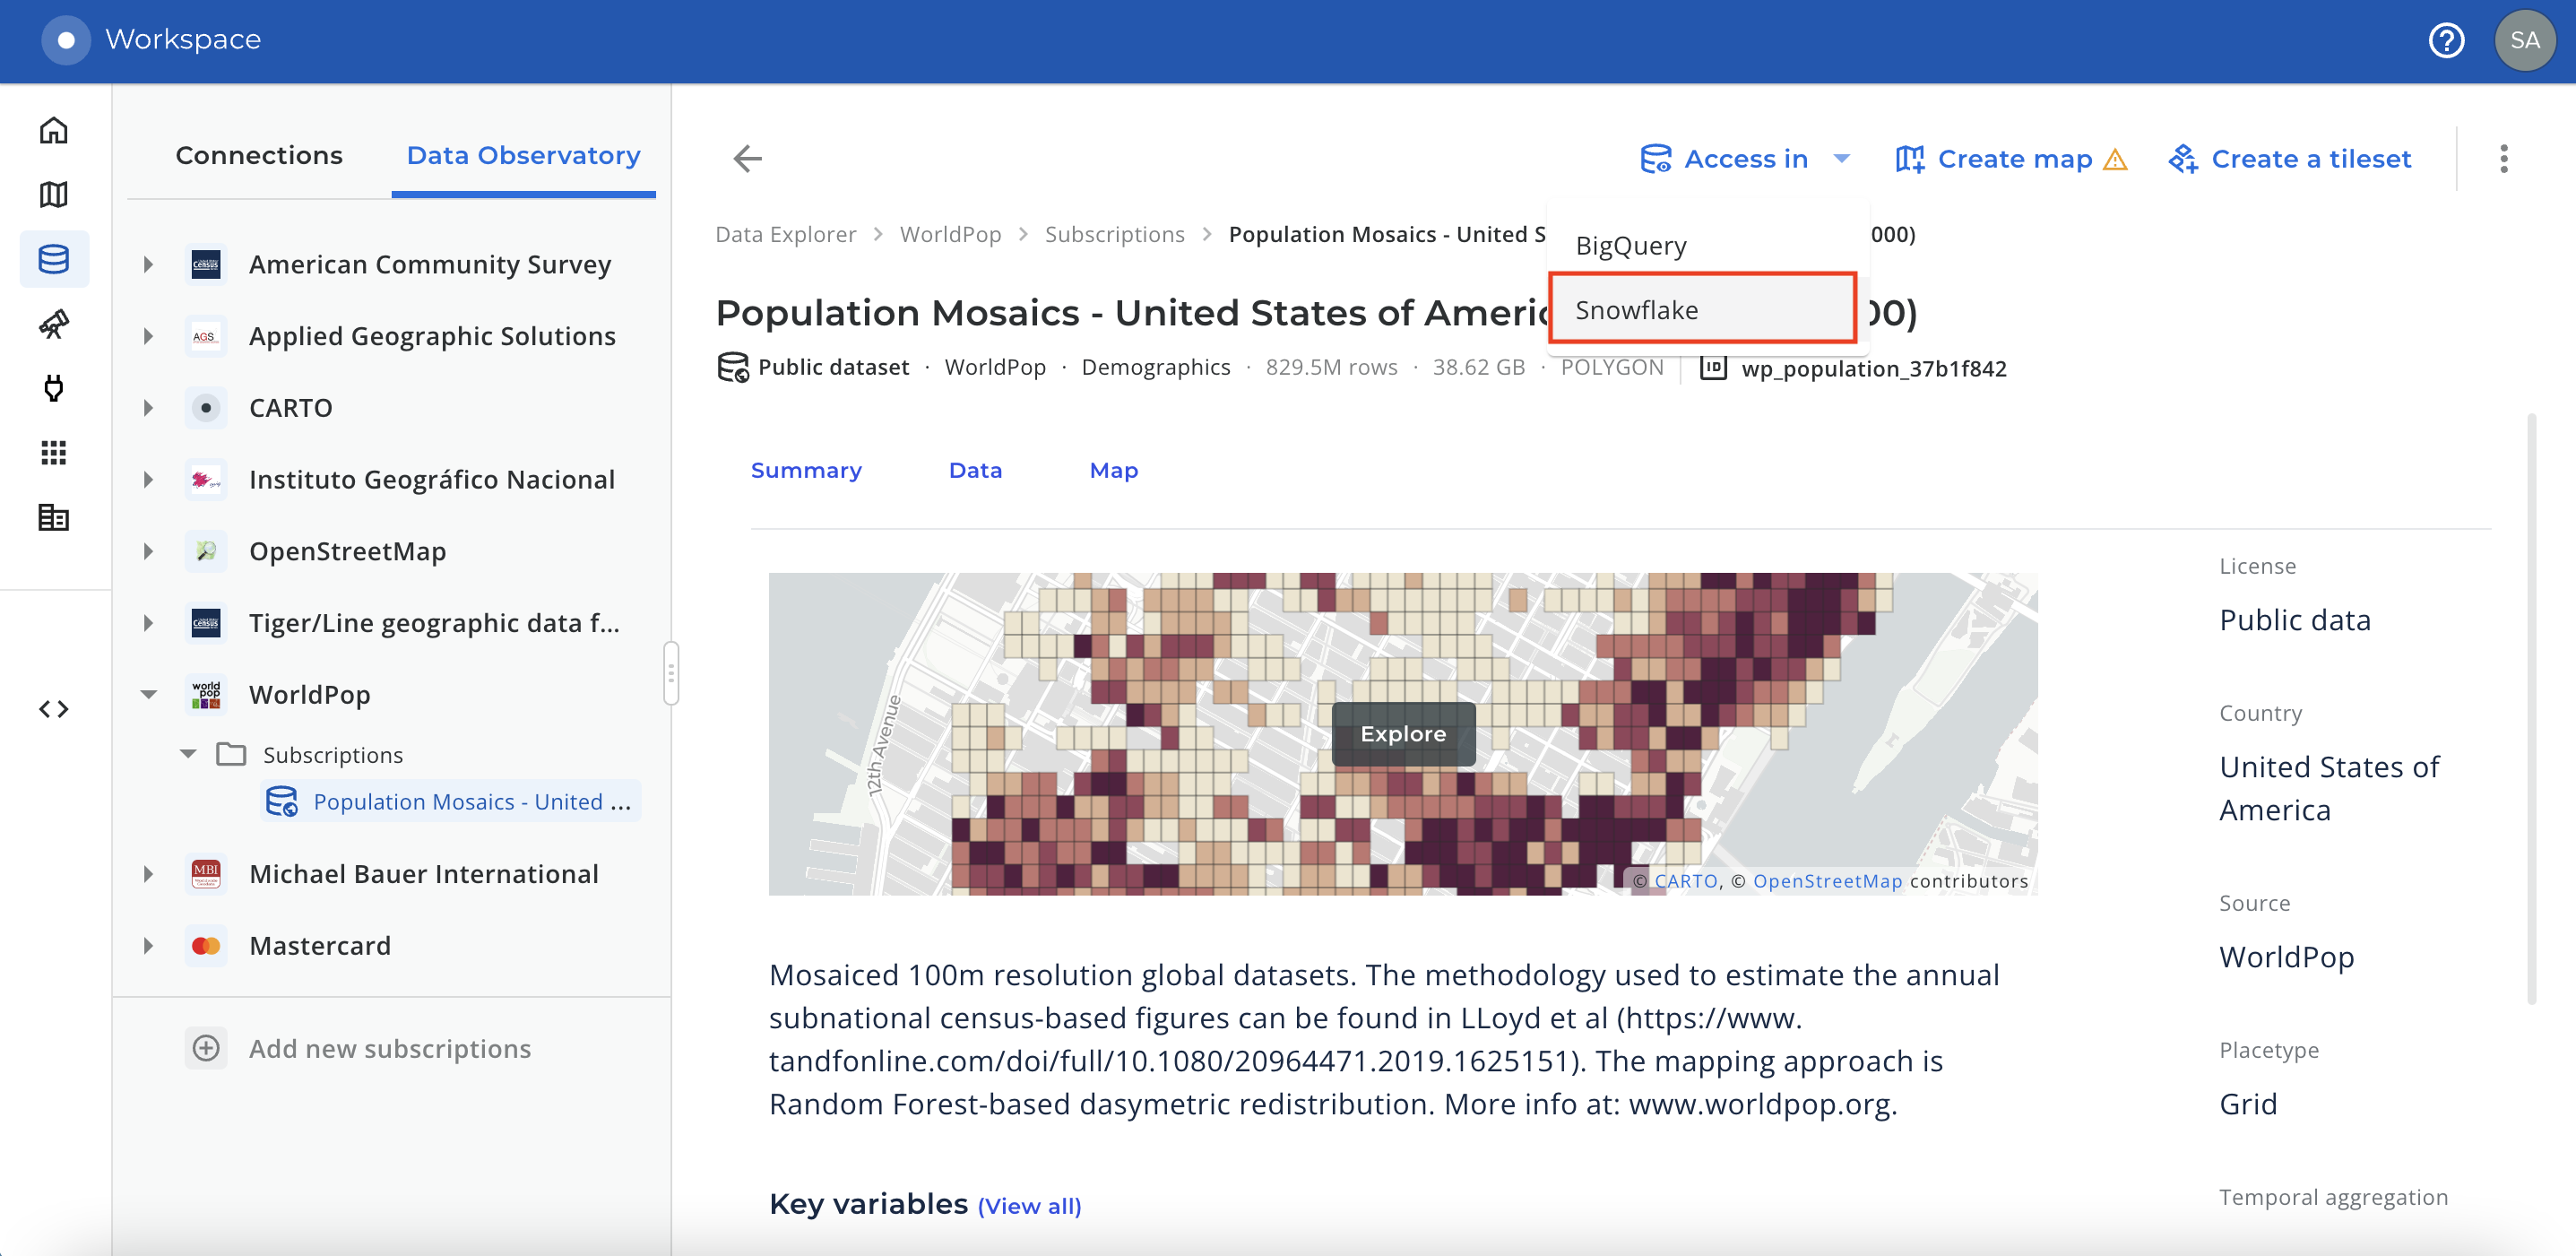 Workspace
SA
Connections
Data Observatory
American Community Survey
Applied Geographic Solutions
CARTO
Instituto Geográfico Nacional
OpenStreetMap
Tiger/Line geographic data f...
WorldPop
Subscriptions
Population Mosaics - United ...
Michael Bauer International
Mastercard
Add new subscriptions
Access in
Create map
Create a tileset
BigQuery
Snowflake
Data Explorer > WorldPop > Subscriptions > Population Mosaics - United S 000)
Population Mosaics - United States of Americ 00)
Public dataset · WorldPop · Demographics · 829.5M rows · 38.62 GB · POLYGON ID wp_population_37b1f842
Summary
Data
Map
12th Avenue
Explore
© CARTO, © OpenStreetMap contributors
Mosaiced 100m resolution global datasets. The methodology used to estimate the annual
subnational census-based figures can be found in LLoyd et al (https://www.
tandfonline.com/doi/full/10.1080/20964471.2019.1625151). The mapping approach is
Random Forest-based dasymetric redistribution. More info at: www.worldpop.org.
Key variables (View all)
License
Public data
Country
United States of
America
Source
WorldPop
Placetype
Grid
Temporal aggregation
Census
AGS
Census
world
pop
MBI